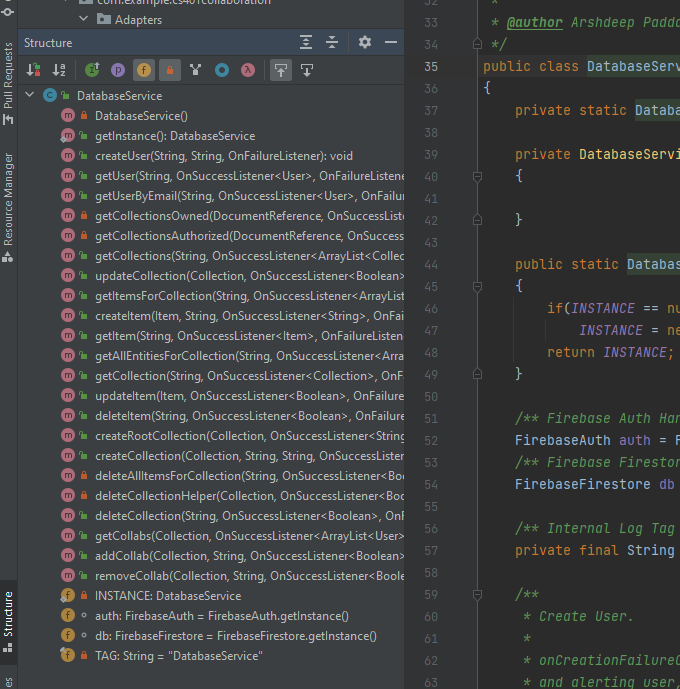 com.example.cs401collaboration
Adapters
Structure
DatabaseService
DatabaseService()
getInstance(): DatabaseService
createUser(String, String, OnFailureListener): void
getUser(String, OnSuccessListener<User>, OnFailureListene
getUserByEmail(String, OnSuccessListener<User>, OnFailu
getCollectionsOwned(DocumentReference, OnSuccessListe
getCollectionsAuthorized(DocumentReference, OnSuccess
getCollections(String, OnSuccessListener<ArrayList<Collec
updateCollection(Collection, OnSuccessListener<Boolean>
getItemsForCollection(String, OnSuccessListener<ArrayList
createItem(Item, OnSuccessListener<String>, OnFailu
getItem(String, OnSuccessListener<Item>, OnFailureListene
getAllEntitiesForCollection(String, OnSuccessListener<Arra
getCollection(String, OnSuccessListener<Collection>, OnF
updateItem(Item, OnSuccessListener<Boolean>, OnFailure
deleteItem(String, OnSuccessListener<Boolean>, OnFailure
createRootCollection(Collection, OnSuccessListener<String
createCollection(Collection, String, String, OnSuccessListe
deleteAllItemsForCollection(String, OnSuccessListener<Boo
deleteCollectionHelper(Collection, OnSuccessListener<Boo
deleteCollection(String, OnSuccessListener<Boolean>, OnF
getCollabs(Collection, OnSuccessListener<ArrayList<User>
addCollab(Collection, String, OnSuccessListener<Boolean>
removeCollab(Collection, String, OnSuccessListener<Boole
INSTANCE: DatabaseService
auth: FirebaseAuth = FirebaseAuth.getInstance()
db: FirebaseFirestore = FirebaseFirestore.getInstance()
TAG: String = "DatabaseService"
Pull Requests
Resource Manager
Structure
32 *
33 * @author Arshdeep Padda
34 */
35 public class DatabaseServ
36 {
37 private static Databa
38
39 private DatabaseServi
40 {
41
42 }
43
44 public static Databas
45 {
46 if(INSTANCE == nu
47 INSTANCE = ne
48 return INSTANCE;
49 }
50
51 /** Firebase Auth Han
52 FirebaseAuth auth = F
53 /** Firebase Firestor
54 FirebaseFirestore db
55
56 /** Internal Log Tag
57 private final String
58
59 /**
60 * Create User.
61 *
62 * onCreationFailureC
63 * and alerting user,